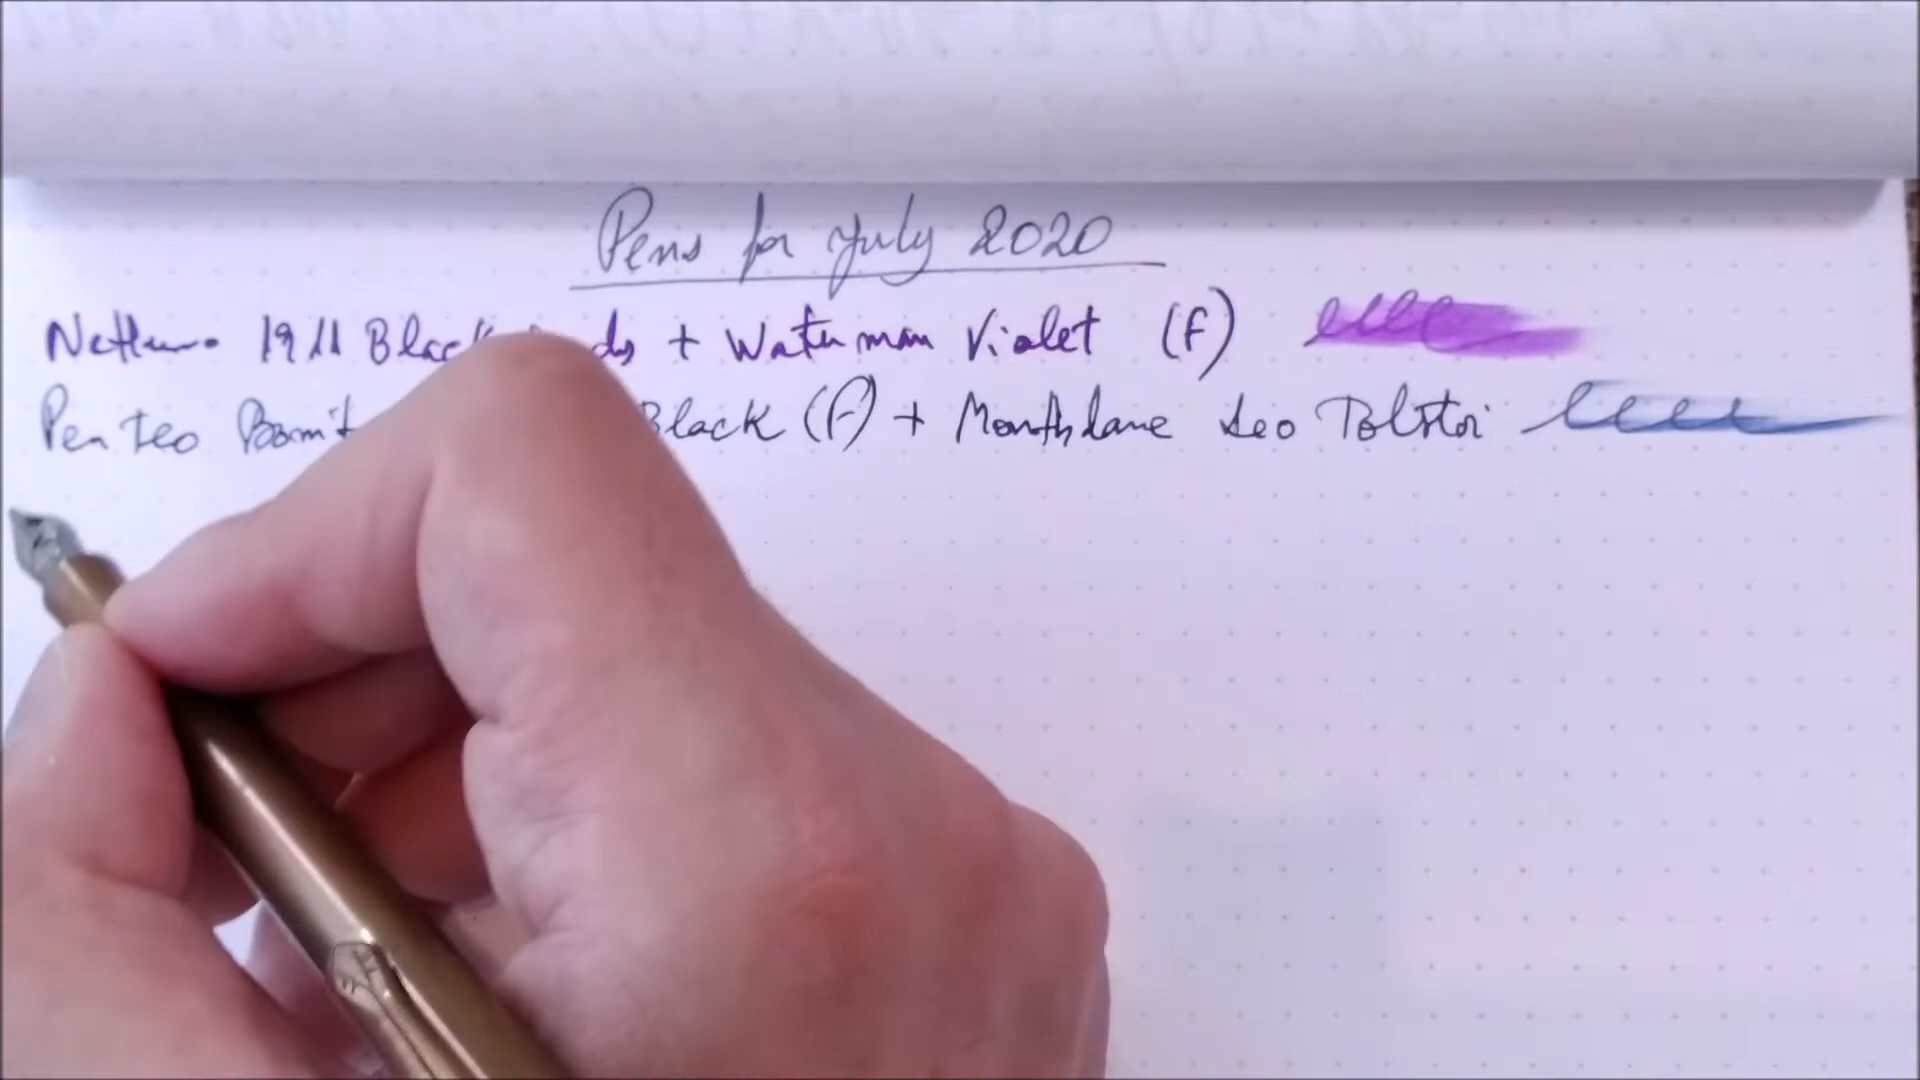 Pens for July 2020
Nettuno 1911 Black + Waterman Violet (F)
Penteo Black (F) + Montblanc Leo Tolstoi